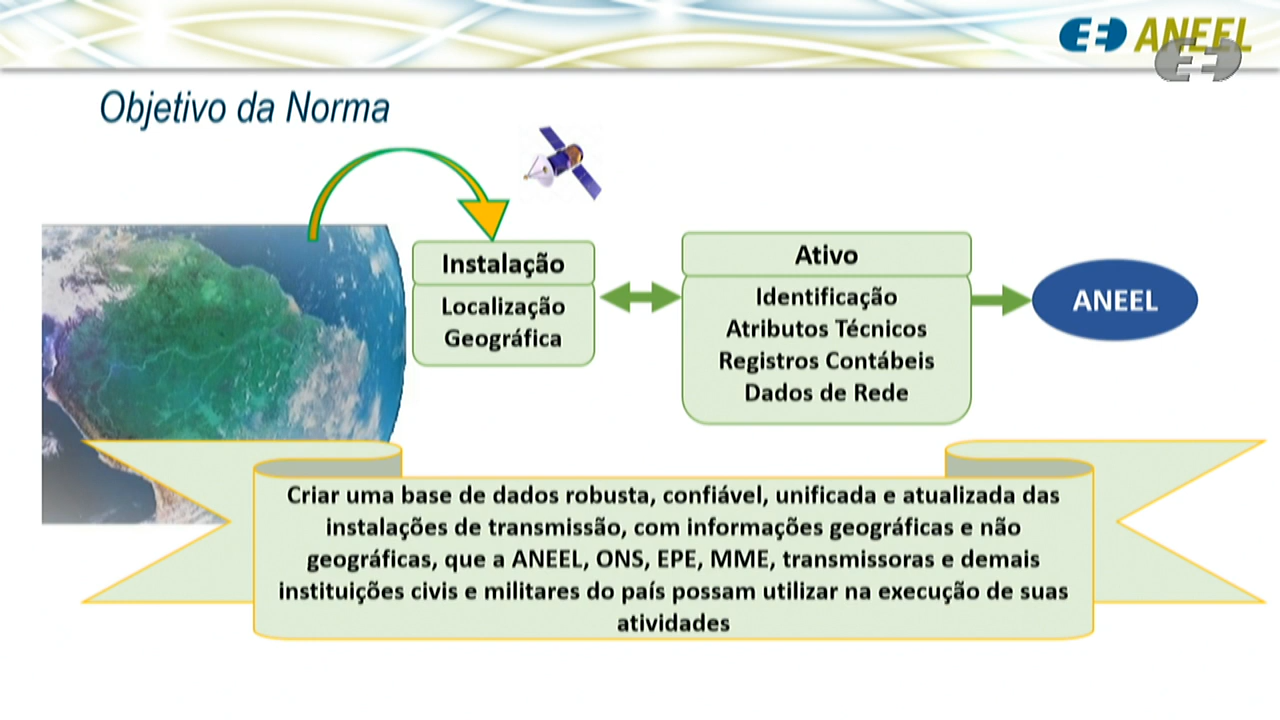 ANEEL
Objetivo da Norma
Instalação
Localização
Geográfica
Ativo
Identificação
Atributos Técnicos
Registros Contábeis
Dados de Rede
ANEEL
Criar uma base de dados robusta, confiável, unificada e atualizada das
instalações de transmissão, com informações geográficas e não
geográficas, que a ANEEL, ONS, EPE, MME, transmissoras e demais
instituições civis e militares do país possam utilizar na execução de suas
atividades